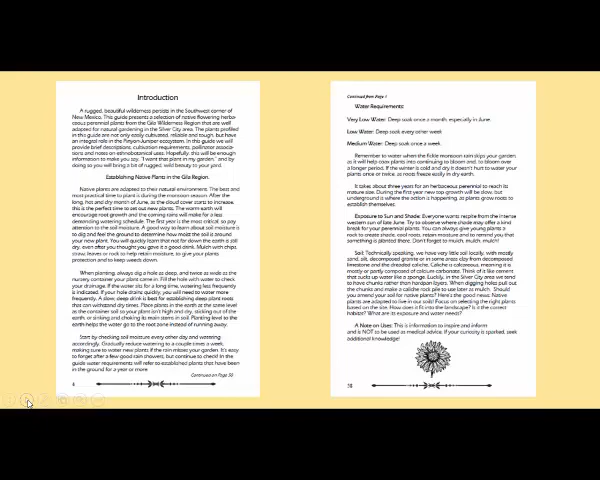 Introduction
A rugged, beautiful wilderness persists in the Southwest corner of
New Mexico. This guide presents a selection of native flowering herba-
ceous perennial plants from the Gila Wilderness Region that are well
adapted for natural gardening in the Silver City area. The plants profiled
in this guide are not only easily cultivated, reliable and tough, but have
an integral role in the Pinyon-Juniper ecosystem. In this guide we will
provide brief descriptions, cultivation requirements, pollinator associa-
tions and notes on ethnobotanical uses. Hopefully, this will be enough
information to make you say, "I want that plant in my garden," and by
doing so you will bring a bit of rugged, wild beauty to your yard.
Establishing Native Plants in the Gila Region.
Native plants are adapted to their natural environment. The best and
most practical time to plant is during the monsoon season. After the
long, hot and dry month of June, as the cloud cover starts to increase,
this is the perfect time to set out new plants. The warm earth will
encourage root growth and the coming rains will make for a less
demanding watering schedule. The first year is the most critical, so pay
attention to the soil moisture. A good way to learn about soil moisture is
to dig and feel the ground to determine how moist the soil is around
your new plant. You will quickly learn that not far down the earth is still
dry, even after you thought you gave it a good drink. Mulch with chips,
straw, leaves or rock to help retain moisture, to give your plants
protection and to keep weeds down.
When planting, always dig a hole as deep, and twice as wide as the
nursery container your plant came in. Fill the hole with water to check
your drainage. If the water sits for a long time, watering less frequently
is indicated. If your hole drains quickly, you will need to water more
frequently. A slow, deep drink is best for establishing deep plant roots
that can withstand dry times. Place plants in the earth at the same level
as the container soil so your plant isn't high and dry, sticking out of the
earth, or sinking and choking its main stems in soil. Planting level to the
earth helps the water go to the root zone instead of running away.
Start by checking soil moisture every other day and watering
accordingly. Gradually reduce watering to a couple times a week,
making sure to water new plants if the rain misses your garden. It's easy
to forget after a few good rain showers, but continue to check! In the
guide water requirements will refer to established plants that have been
in the ground for a year or more.
Continued on Page 38
4
Continued from Page 4
Water Requirements:
Very Low Water: Deep soak once a month, especially in June.
Low Water: Deep soak every other week
Medium Water: Deep soak once a week.
Remember to water when the fickle monsoon rain skips your garden
as it will help coax plants into continuing to bloom and, to bloom over
a longer period. If the winter is cold and dry it doesn't hurt to water your
plants once or twice, as roots freeze easily in dry earth.
It takes about three years for an herbaceous perennial to reach its
mature size. During the first year new top growth will be slow, but
underground is where the action is happening, as plants grow roots to
establish themselves.
Exposure to Sun and Shade: Everyone wants respite from the intense
western sun of late June. Try to observe where shade may offer a kind
break for your perennial plants. You can always give young plants a
rock to create shade, cool roots, retain moisture and to remind you that
something is planted there. Don't forget to mulch, mulch, mulch!
Soil: Technically speaking, we have very little soil locally, with mostly
sand, silt, decomposed granite or in some areas clay from decomposed
limestone and the dreaded caliche. Caliche is calcareous, meaning it is
mostly or partly composed of calcium carbonate. Think of it like cement
that sucks up water like a sponge. Luckily, in the Silver City area we tend
to have chunks rather than hardpan layers. When digging holes pull out
the chunks and make a caliche rock pile to use later as mulch. Should
you amend your soil for native plants? Here's the good news: Native
plants are adapted to live in our soils! Focus on selecting the right plants
based on the site. How does it fit into the landscape? Is it the correct
habitat? What are its exposure and water needs?
A Note on Uses: This is information to inspire and inform
and is NOT to be used as medical advice. If your curiosity is sparked, seek
additional knowledge!
38